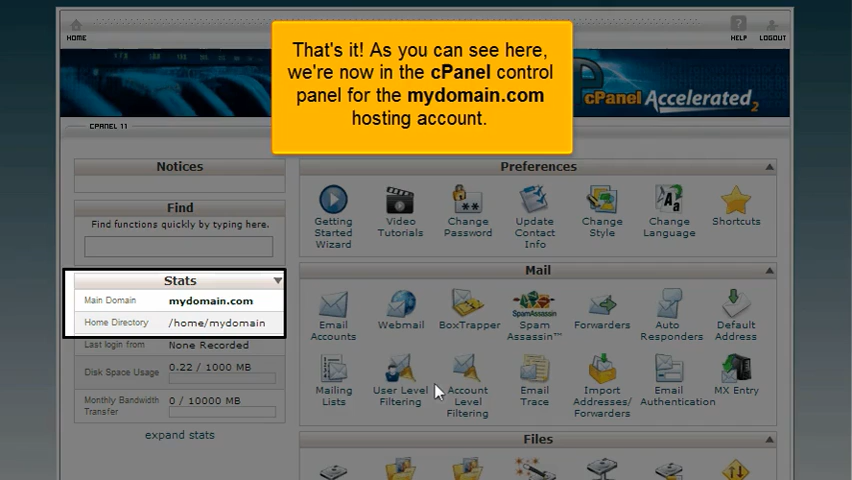 HOME
HELP
LOGOUT
That's it! As you can see here,
we're now in the cPanel control
panel for the mydomain.com
hosting account.
cPanel Accelerated2
CPANEL 11
Notices
Find
Find functions quickly by typing here.
Stats
Main Domain mydomain.com
Home Directory /home/mydomain
Last login from None Recorded
Disk Space Usage 0.22 / 1000 MB
Monthly Bandwidth
Transfer
0 / 10000 MB
expand stats
Preferences
Getting
Started
Wizard
Video
Tutorials
Change
Password
Update
Contact
Info
Change
Style
Change
Language
Shortcuts
Mail
Email
Accounts
Webmail
BoxTrapper
SpamAssassin
Spam
Assassin™
Forwarders
Auto
Responders
Default
Address
Mailing
Lists
User Level
Filtering
Account
Level
Filtering
Email
Trace
Import
Addresses/
Forwarders
Email
Authentication
MX Entry
Files